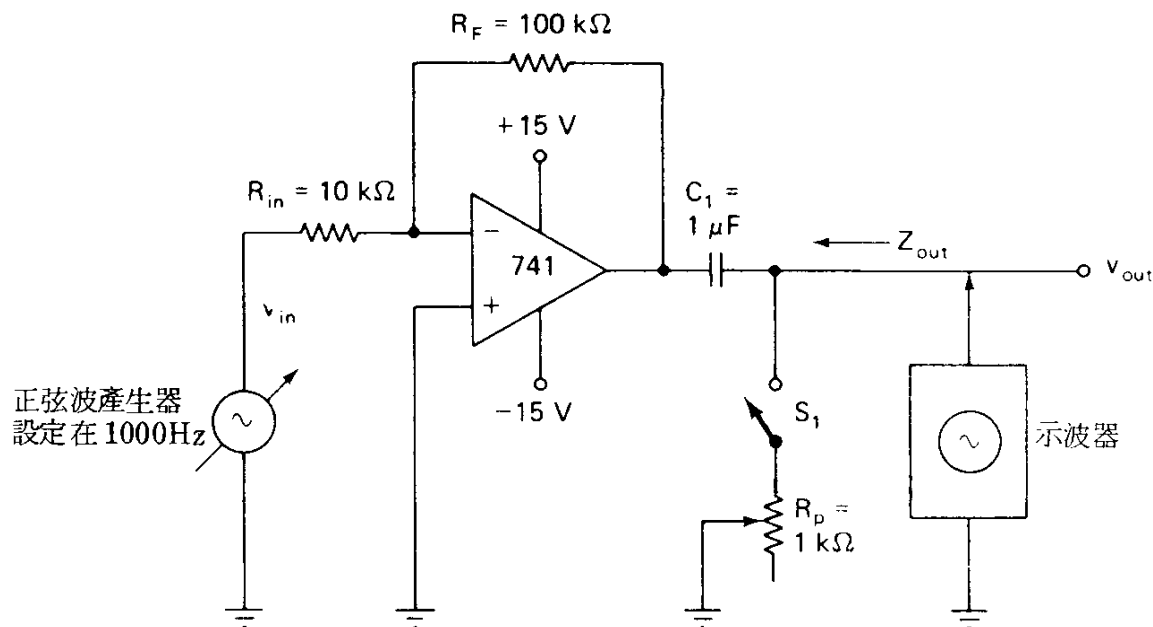 R_F = 100 kΩ
+15 V
R_in = 10 kΩ
C_1 =
1 μF
Z_out
−
741
v_out
+
v_in
正弦波產生器
設定在1000Hz
−15 V
S_1
示波器
R_p =
1 kΩ